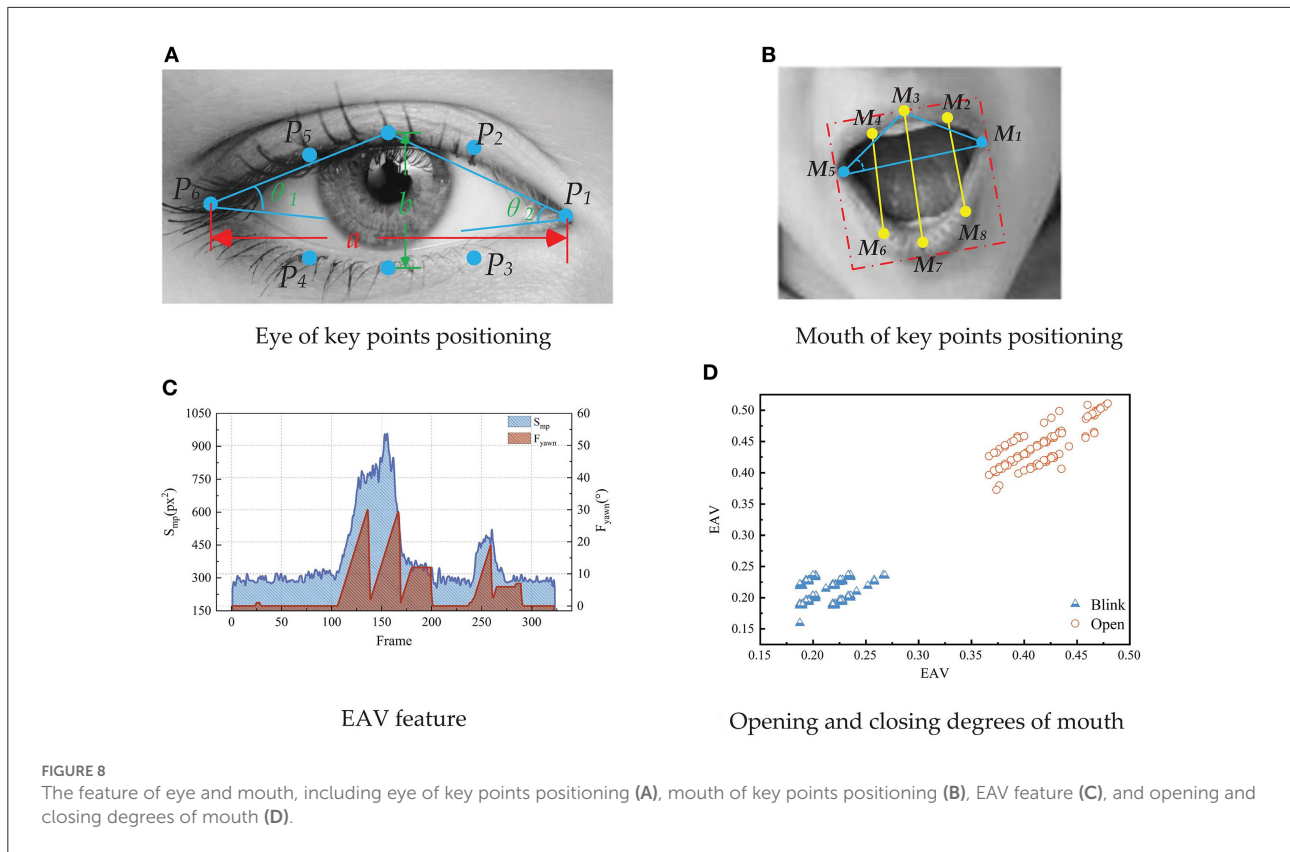 A
P5
P2
P6
θ1
b
θ2
P1
a
P4
P3
Eye of key points positioning
B
M3
M2
M4
M1
M5
M6
M8
M7
Mouth of key points positioning
C
1050
900
750
600
450
300
150
60
50
40
30
20
10
0
Smp
Fyawn
Smp(px²)
Fyawn(°)
0 50 100 150 200 250 300
Frame
EAV feature
D
0.50
0.45
0.40
0.35
0.30
0.25
0.20
0.15
EAV
Blink
Open
0.15 0.20 0.25 0.30 0.35 0.40 0.45 0.50
EAV
Opening and closing degrees of mouth
FIGURE 8
The feature of eye and mouth, including eye of key points positioning (A), mouth of key points positioning (B), EAV feature (C), and opening and
closing degrees of mouth (D).